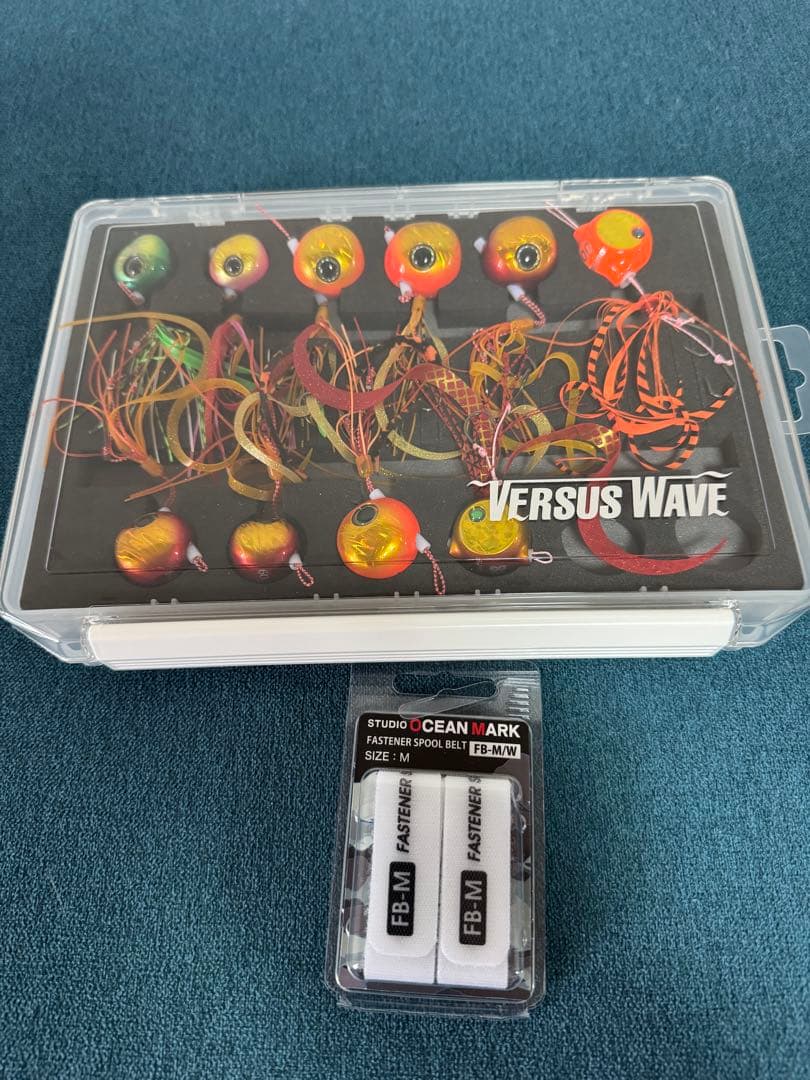 VERSUS WAVE
STUDIO OCEAN MARK
FASTENER SPOOL BELT FB-M/W
SIZE : M
FB-M FASTENER S
FB-M FASTENER